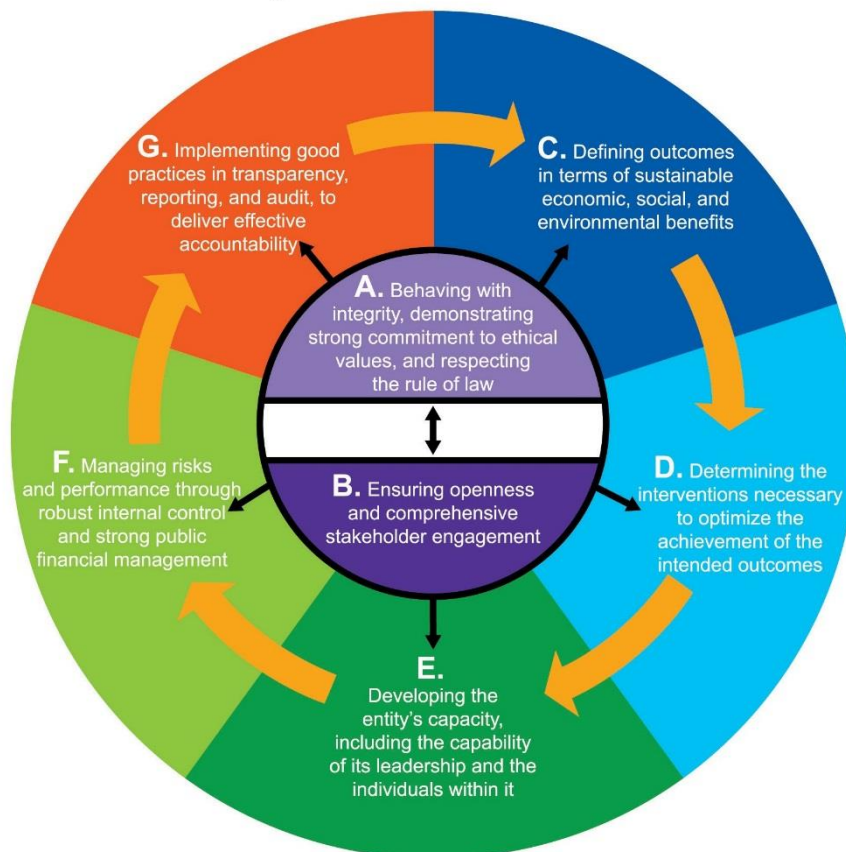 A. Behaving with
integrity, demonstrating
strong commitment to ethical
values, and respecting
the rule of law
B. Ensuring openness
and comprehensive
stakeholder engagement
C. Defining outcomes
in terms of sustainable
economic, social, and
environmental benefits
D. Determining the
interventions necessary
to optimize the
achievement of the
intended outcomes
E.
Developing the
entity's capacity,
including the capability
of its leadership and the
individuals within it
F. Managing risks
and performance through
robust internal control
and strong public
financial management
G. Implementing good
practices in transparency,
reporting, and audit, to
deliver effective
accountability